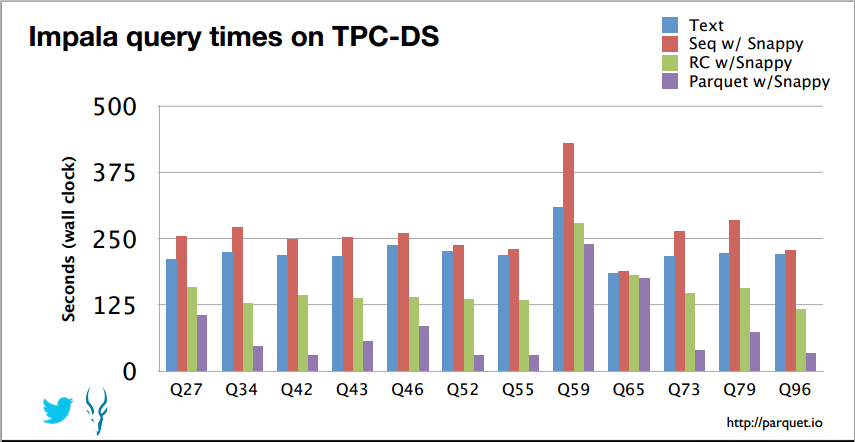 Impala query times on TPC-DS
Text
Seq w/ Snappy
RC w/Snappy
Parquet w/Snappy
500
375
250
125
0
Seconds (wall clock)
Q27 Q34 Q42 Q43 Q46 Q52 Q55 Q59 Q65 Q73 Q79 Q96
http://parquet.io